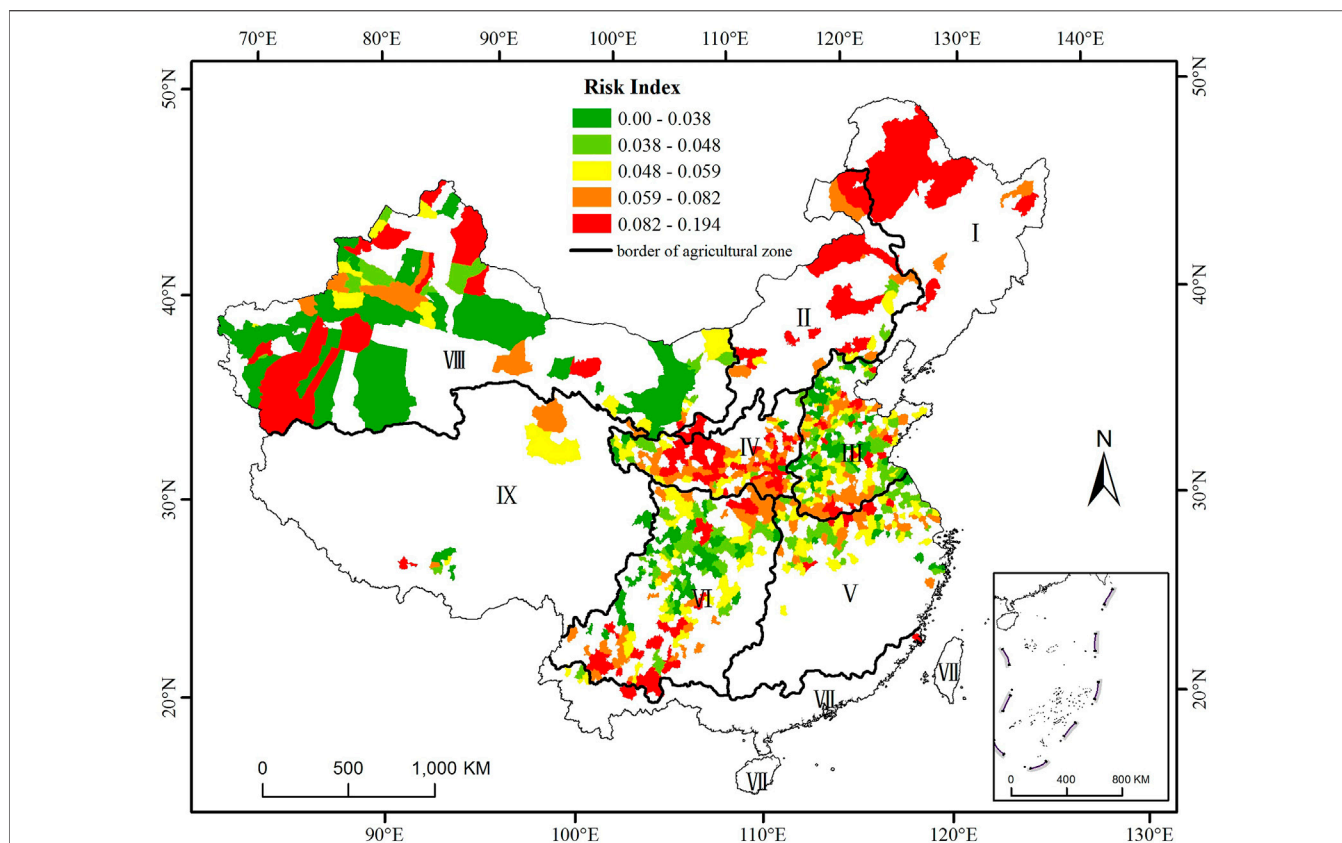 70°E 80°E 90°E 100°E 110°E 120°E 130°E 140°E
50°N
50°N
Risk Index
0.00 - 0.038
0.038 - 0.048
0.048 - 0.059
0.059 - 0.082
0.082 - 0.194
border of agricultural zone
I
40°N
40°N
II
VIII
N
IV
III
IX
30°N
30°N
VI
V
VII
20°N
20°N
VII
0 500 1,000 KM
VII
0 400 800 KM
90°E 100°E 110°E 120°E 130°E